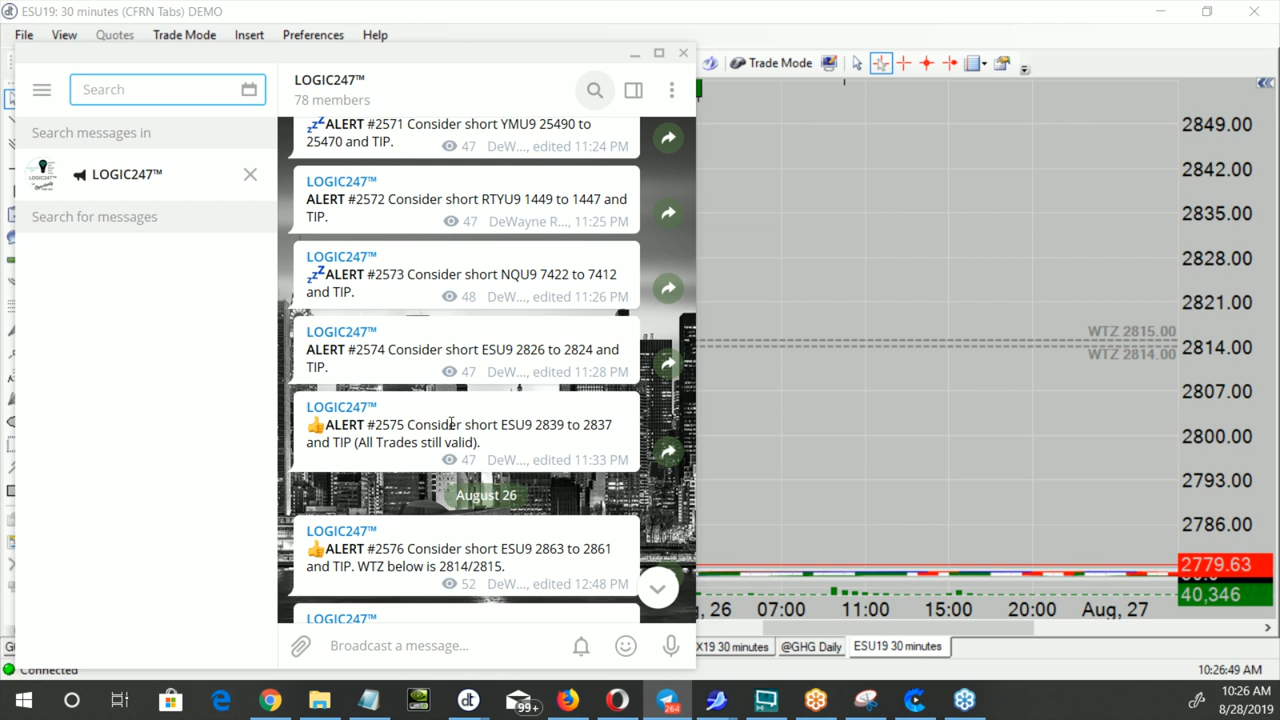 ESU19: 30 minutes (CFRN Tabs) DEMO
File View Quotes Trade Mode Insert Preferences Help
Search
LOGIC247™
78 members
Trade Mode
Search messages in
LOGIC247™
Search for messages
ALERT #2571 Consider short YMU9 25490 to
25470 and TIP.
47 DeW..., edited 11:24 PM
LOGIC247™
ALERT #2572 Consider short RTYU9 1449 to 1447 and
TIP.
47 DeWayne R..., 11:25 PM
LOGIC247™
zzZALERT #2573 Consider short NQU9 7422 to 7412
and TIP.
48 DeW..., edited 11:26 PM
LOGIC247™
ALERT #2574 Consider short ESU9 2826 to 2824 and
TIP.
47 DeW..., edited 11:28 PM
LOGIC247™
👍ALERT #2575 Consider short ESU9 2839 to 2837
and TIP (All Trades still valid).
47 DeW..., edited 11:33 PM
August 26
LOGIC247™
👍ALERT #2576 Consider short ESU9 2863 to 2861
and TIP. WTZ below is 2814/2815.
52 DeW..., edited 12:48 PM
LOGIC247™
Broadcast a message...
2849.00
2842.00
2835.00
2828.00
2821.00
WTZ 2815.00
2814.00
WTZ 2814.00
2807.00
2800.00
2793.00
2786.00
2779.63
40,346
, 26 07:00 11:00 15:00 20:00 Aug, 27
X19 30 minutes @GHG Daily ESU19 30 minutes
Connected
10:26:49 AM
99+
264
10:26 AM
8/28/2019